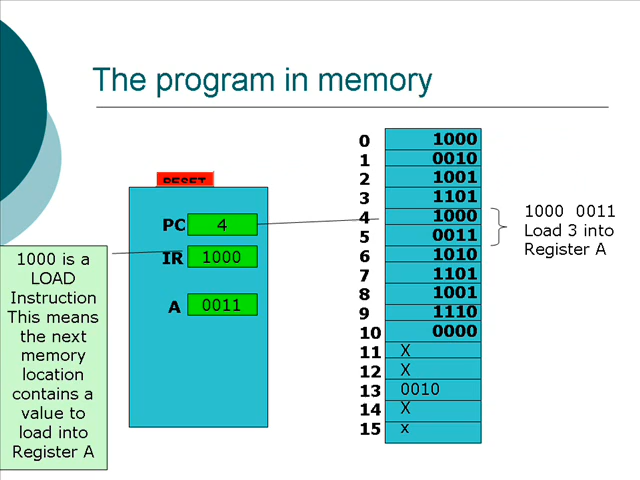 The program in memory
RESET
PC 4
IR 1000
A 0011
1000 is a
LOAD
Instruction
This means
the next
memory
location
contains a
value to
load into
Register A
0 1000
1 0010
2 1001
3 1101
4 1000
5 0011
6 1010
7 1101
8 1001
9 1110
10 0000
11 X
12 X
13 0010
14 X
15 x
1000 0011
Load 3 into
Register A